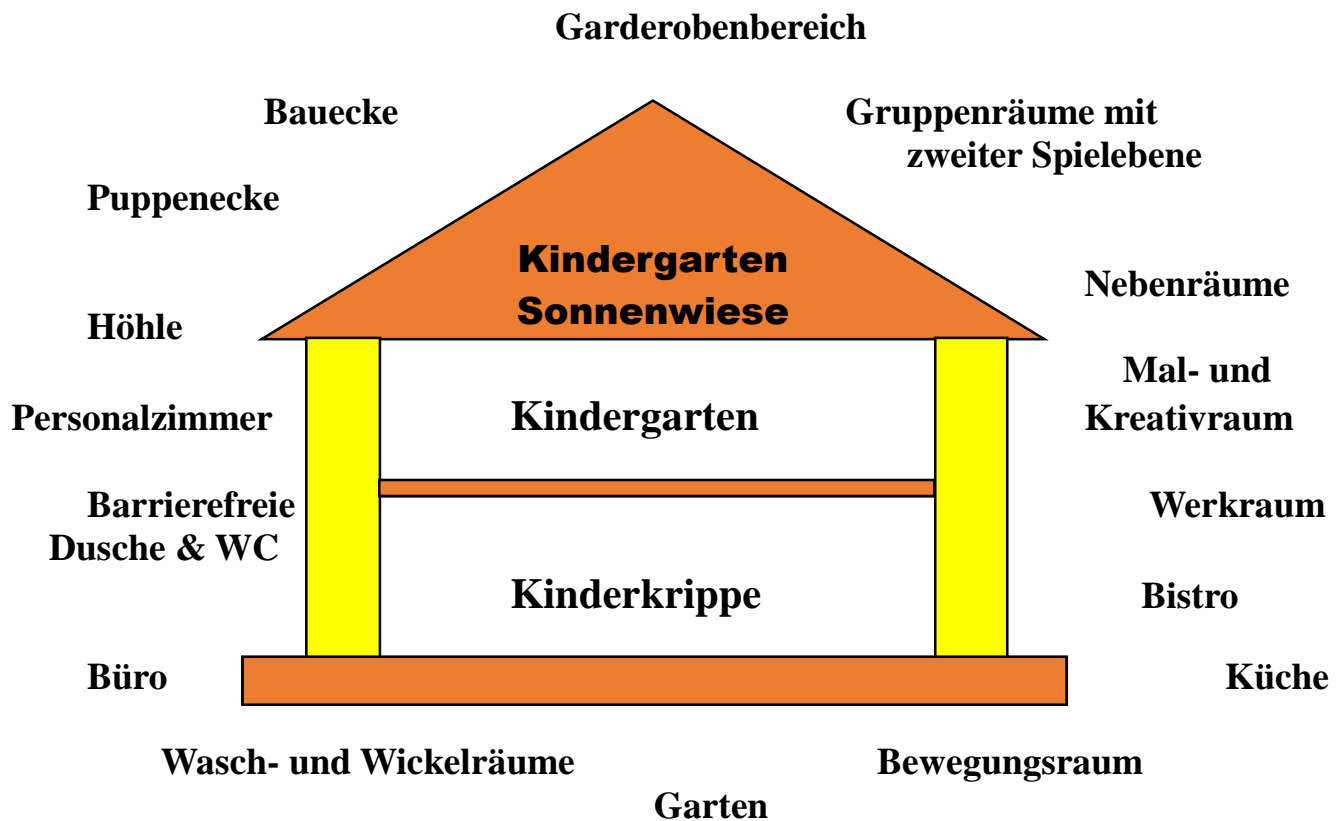 Garderobenbereich
Bauecke
Gruppenräume mit
zweiter Spielebene
Puppenecke
Kindergarten
Sonnenwiese
Nebenräume
Höhle
Mal- und
Kreativraum
Personalzimmer
Kindergarten
Barrierefreie
Dusche & WC
Werkraum
Kinderkrippe
Bistro
Büro
Küche
Wasch- und Wickelräume
Bewegungsraum
Garten